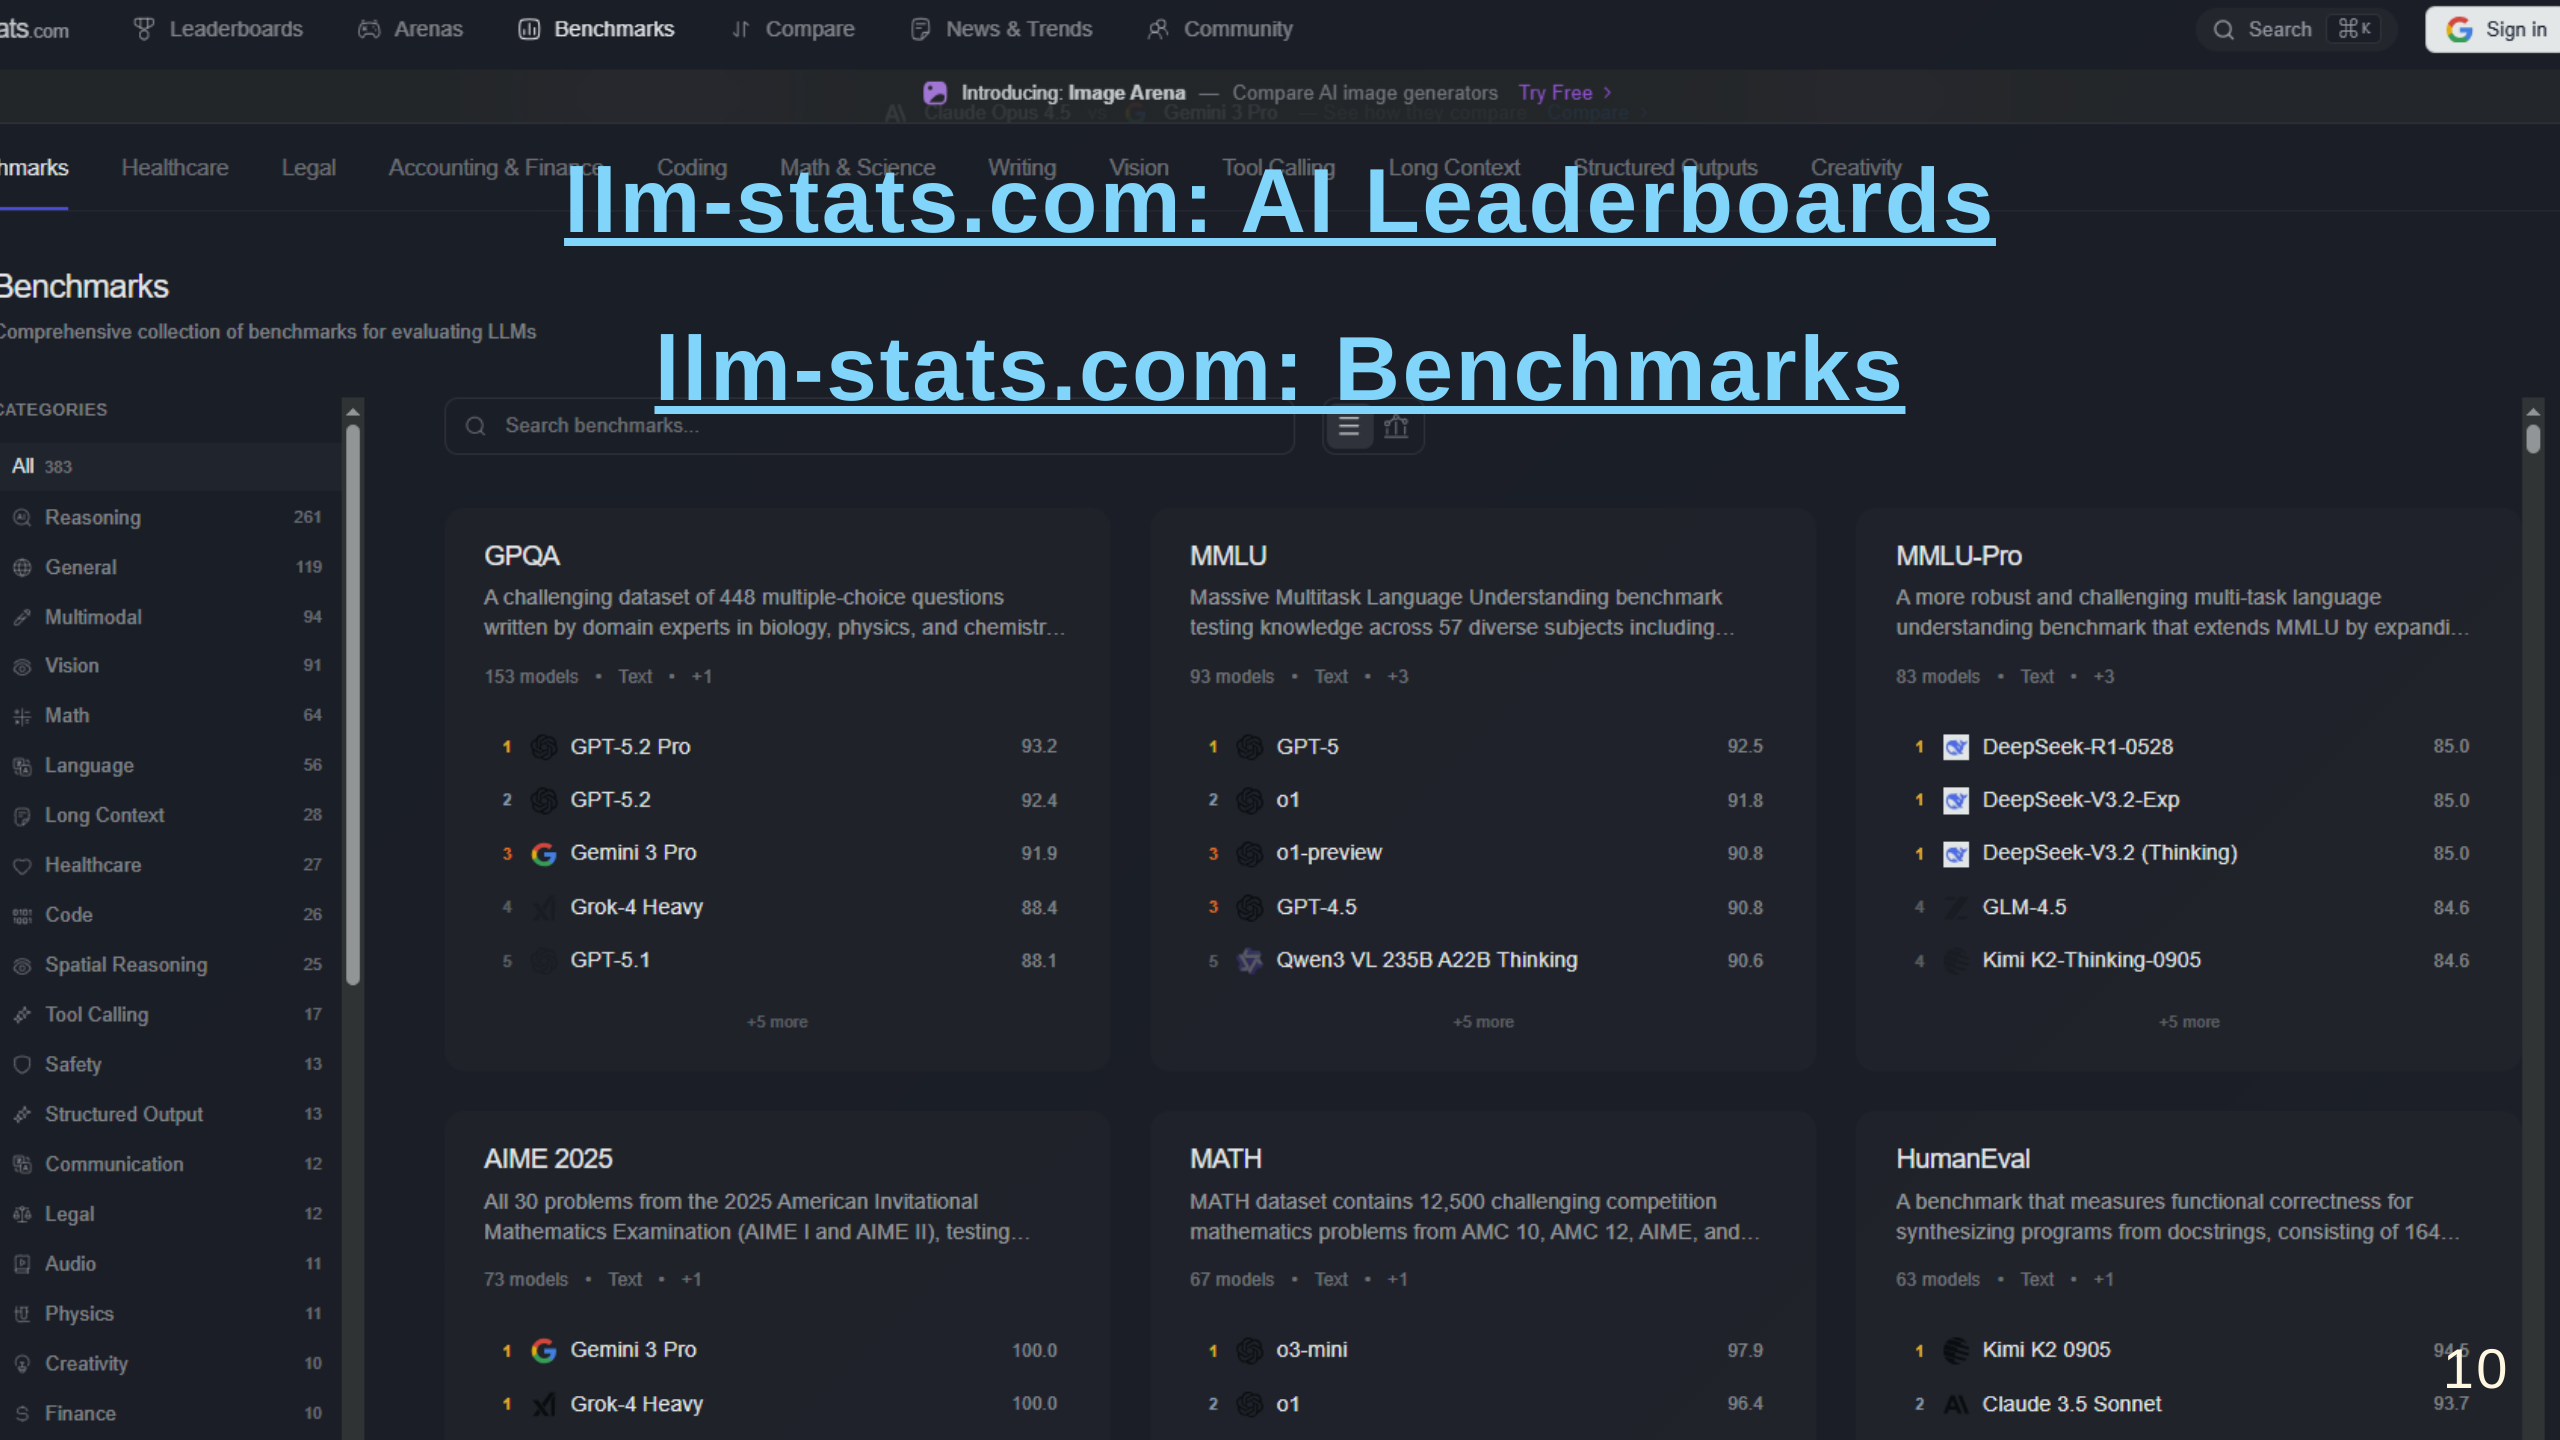 ats.com Leaderboards Arenas Benchmarks Compare News & Trends Community Search ⌘K Sign in
Introducing: Image Arena — Compare AI image generators Try Free >
Claude Opus 4.5 vs Gemini 3 Pro — See how they compare Compare >
hmarks Healthcare Legal Accounting & Finance Coding Math & Science Writing Vision Tool Calling Long Context Structured Outputs Creativity
llm-stats.com: AI Leaderboards
Benchmarks
Comprehensive collection of benchmarks for evaluating LLMs
llm-stats.com: Benchmarks
CATEGORIES
Search benchmarks...
All 383
Reasoning 261
General 119
Multimodal 94
Vision 91
Math 64
Language 56
Long Context 28
Healthcare 27
Code 26
Spatial Reasoning 25
Tool Calling 17
Safety 13
Structured Output 13
Communication 12
Legal 12
Audio 11
Physics 11
Creativity 10
Finance 10
GPQA
A challenging dataset of 448 multiple-choice questions
written by domain experts in biology, physics, and chemistr...
153 models • Text • +1
1 GPT-5.2 Pro 93.2
2 GPT-5.2 92.4
3 Gemini 3 Pro 91.9
4 Grok-4 Heavy 88.4
5 GPT-5.1 88.1
+5 more
MMLU
Massive Multitask Language Understanding benchmark
testing knowledge across 57 diverse subjects including...
93 models • Text • +3
1 GPT-5 92.5
2 o1 91.8
3 o1-preview 90.8
3 GPT-4.5 90.8
5 Qwen3 VL 235B A22B Thinking 90.6
+5 more
MMLU-Pro
A more robust and challenging multi-task language
understanding benchmark that extends MMLU by expandi...
83 models • Text • +3
1 DeepSeek-R1-0528 85.0
1 DeepSeek-V3.2-Exp 85.0
1 DeepSeek-V3.2 (Thinking) 85.0
4 GLM-4.5 84.6
4 Kimi K2-Thinking-0905 84.6
+5 more
AIME 2025
All 30 problems from the 2025 American Invitational
Mathematics Examination (AIME I and AIME II), testing...
73 models • Text • +1
1 Gemini 3 Pro 100.0
1 Grok-4 Heavy 100.0
MATH
MATH dataset contains 12,500 challenging competition
mathematics problems from AMC 10, AMC 12, AIME, and...
67 models • Text • +1
1 o3-mini 97.9
2 o1 96.4
HumanEval
A benchmark that measures functional correctness for
synthesizing programs from docstrings, consisting of 164...
63 models • Text • +1
1 Kimi K2 0905 94.5
2 Claude 3.5 Sonnet 93.7
10